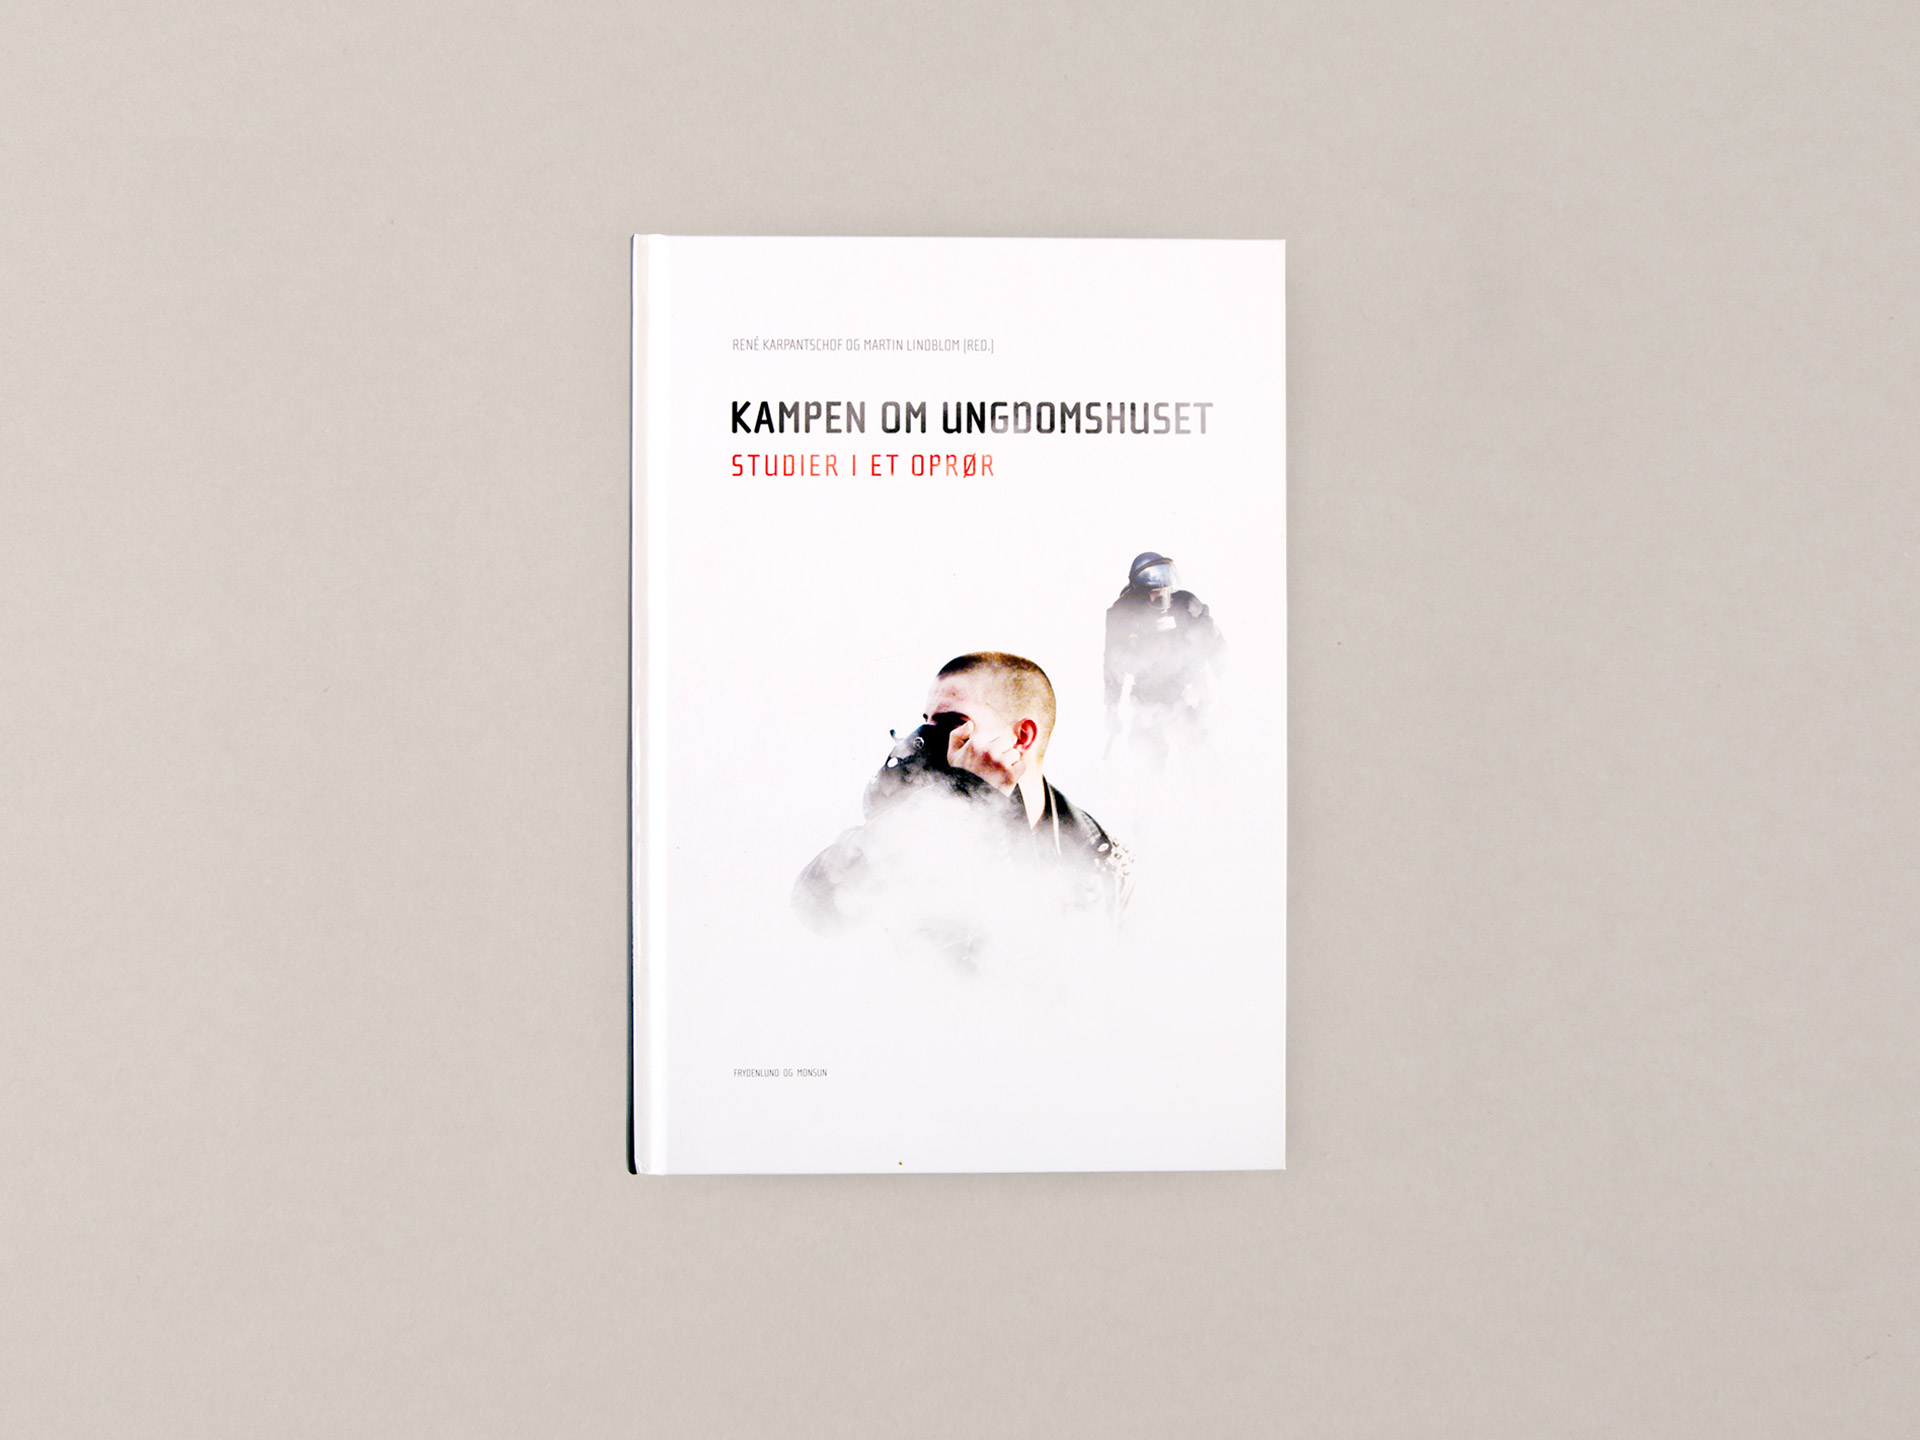 RENÉ KARPANTSCHOF OG MARTIN LINDBLOM (RED.)
KAMPEN OM UNGDOMSHUSET
STUDIER I ET OPRØR
FRYDENLUND OG MONSUN